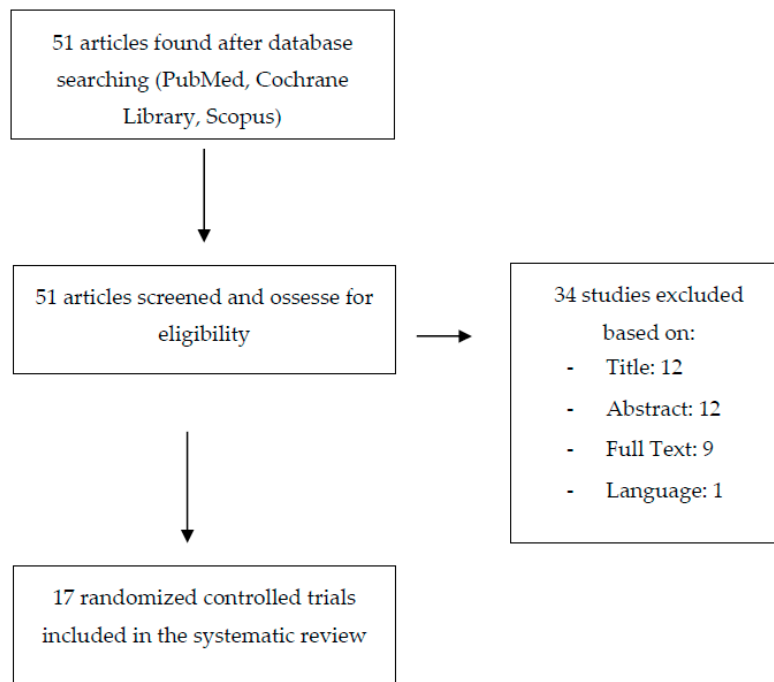 51 articles found after database
searching (PubMed, Cochrane
Library, Scopus)
51 articles screened and ossesse for
eligibility
34 studies excluded
based on:
- Title: 12
- Abstract: 12
- Full Text: 9
- Language: 1
17 randomized controlled trials
included in the systematic review